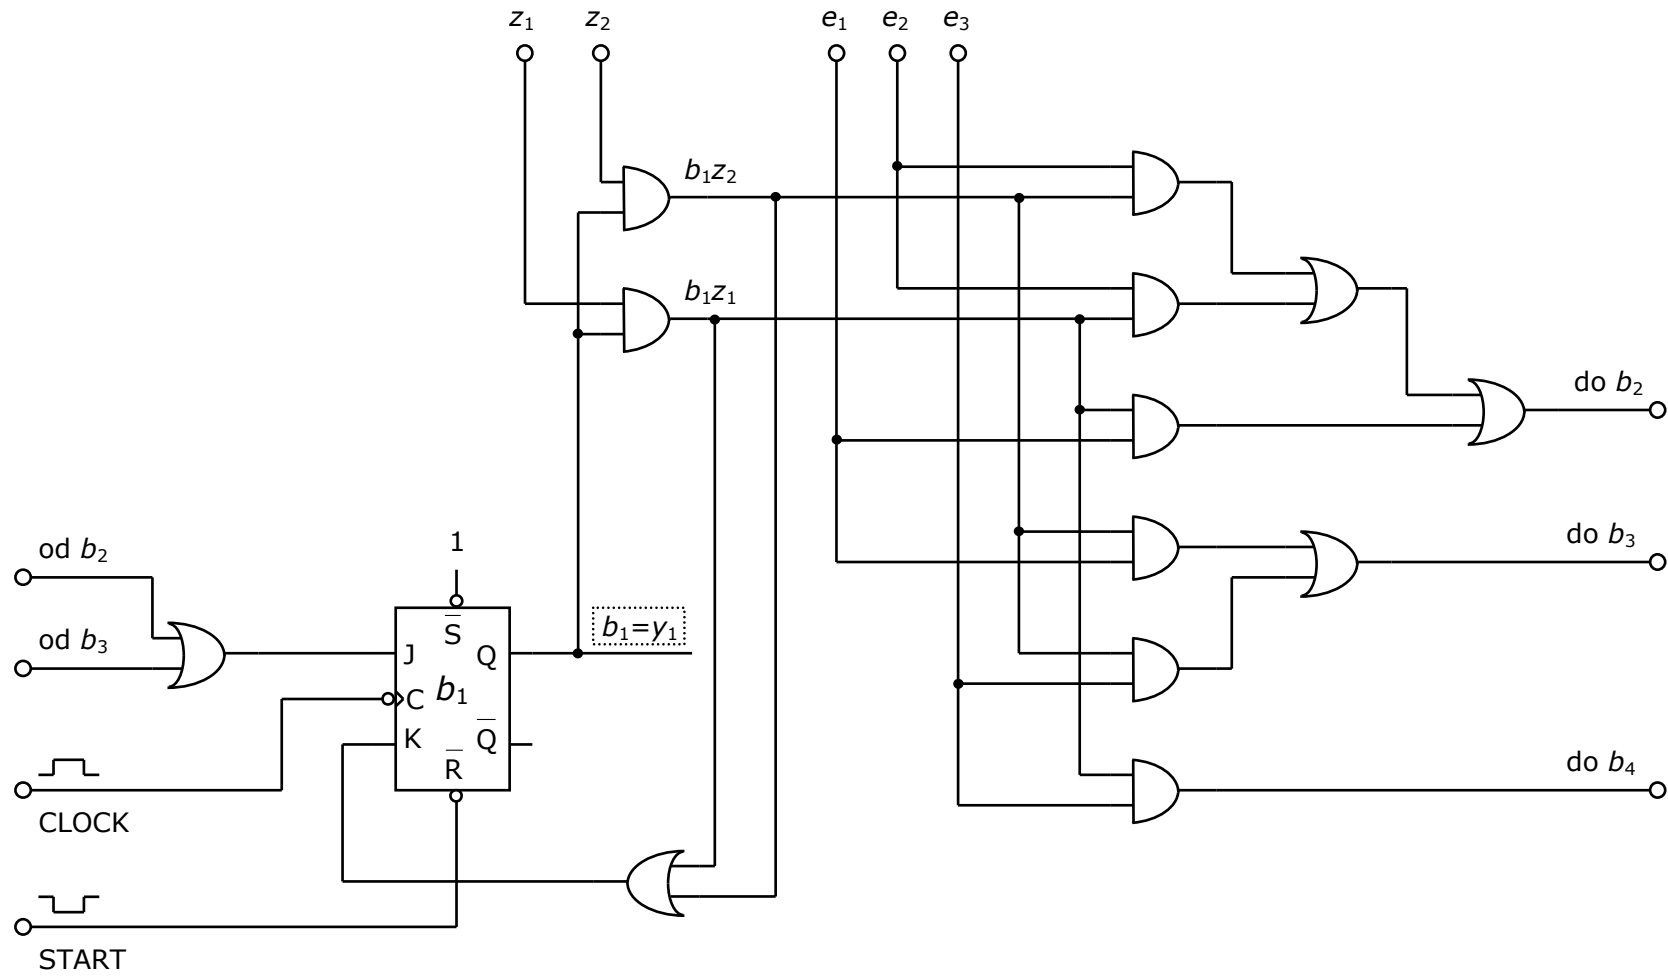 z₁ z₂ e₁ e₂ e₃
b₁z₂
b₁z₁
do b₂
od b₂
1
do b₃
S̅
b₁=y₁
od b₃
J Q
C b₁
K Q̅
R̅
do b₄
CLOCK
START